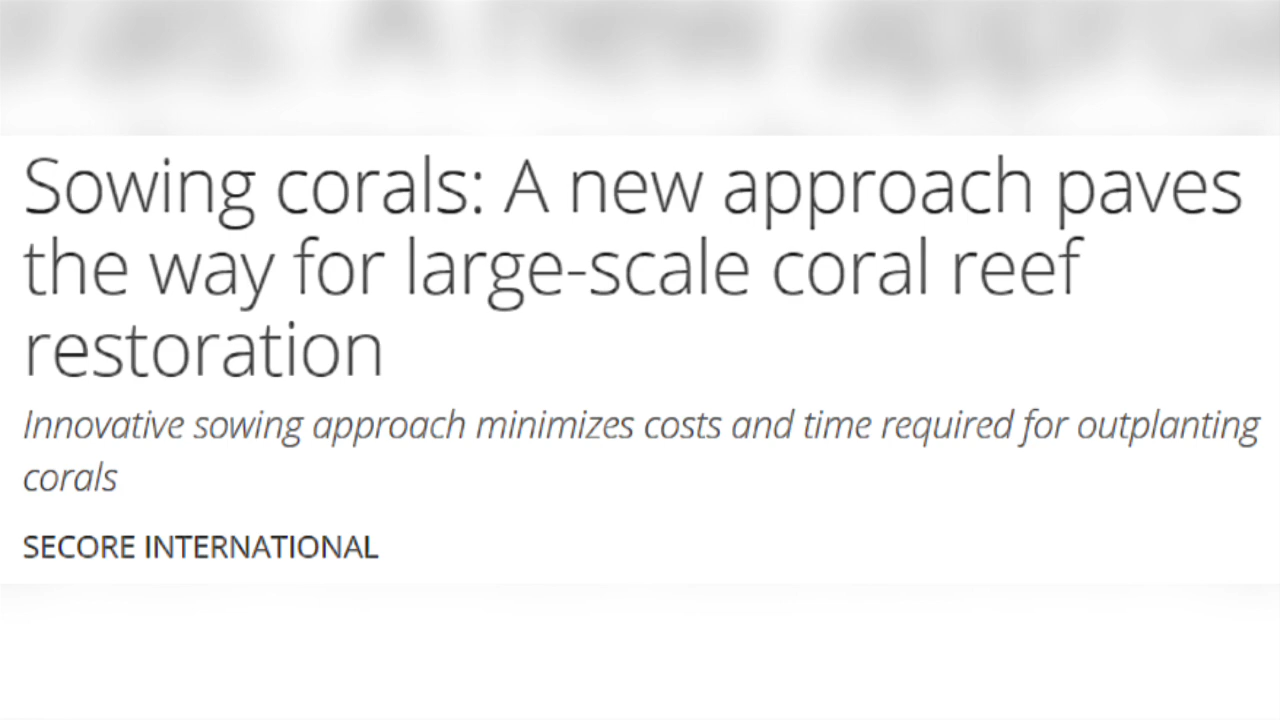 Sowing corals: A new approach paves
the way for large-scale coral reef
restoration
Innovative sowing approach minimizes costs and time required for outplanting
corals
SECORE INTERNATIONAL